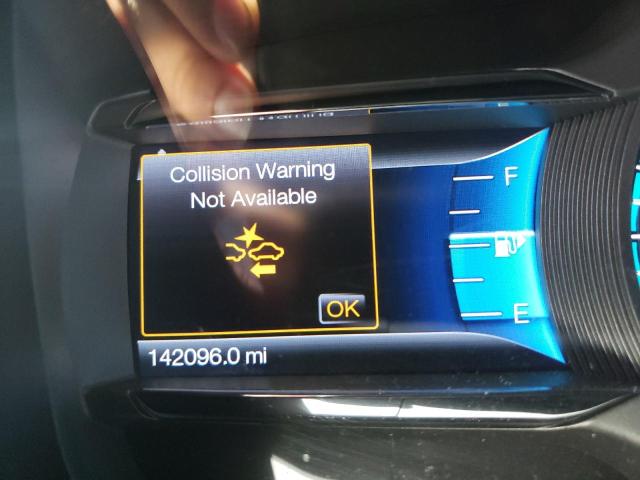 Collision Warning
Not Available
OK
142096.0 mi
F
E